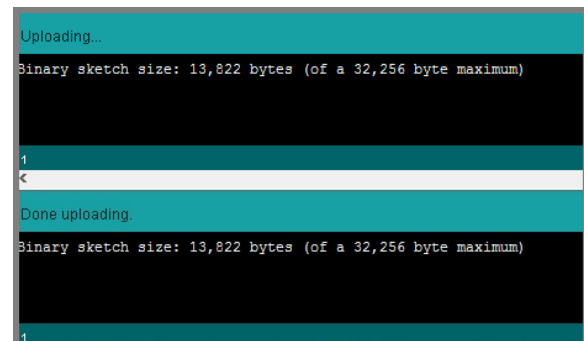 Uploading...
Binary sketch size: 13,822 bytes (of a 32,256 byte maximum)
1
Done uploading.
Binary sketch size: 13,822 bytes (of a 32,256 byte maximum)
1